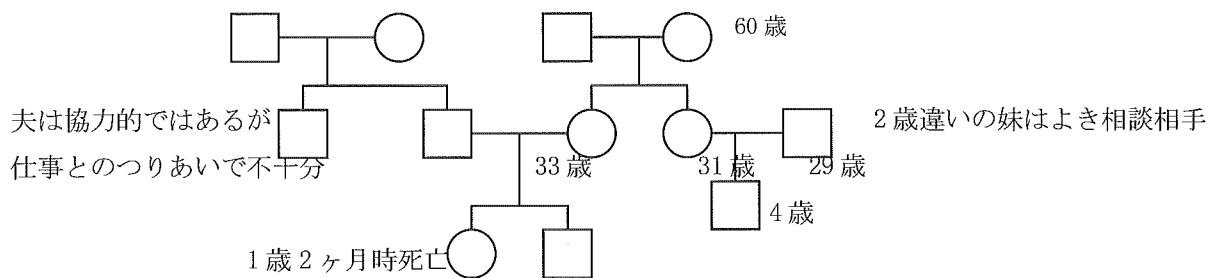 60歳
夫は協力的ではあるが
2歳違いの妹はよき相談相手
仕事とのつりあいで不十分
33歳
31歳
29歳
4歳
1歳2ヶ月時死亡